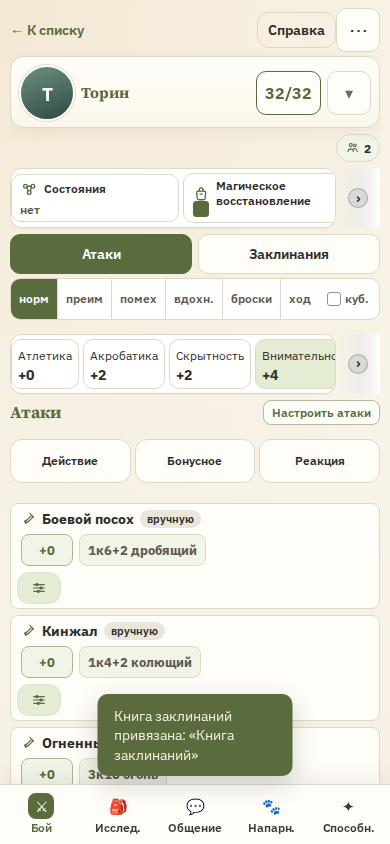 ← К списку
Справка
⋯
Т
Торин
32/32
▼
2
Состояния
нет
Магическое
восстановление
›
Атаки
Заклинания
норм
преим
помех
вдохн.
броски
ход
куб.
Атлетика
+0
Акробатика
+2
Скрытность
+2
Внимательно
+4
›
Атаки
Настроить атаки
Действие
Бонусное
Реакция
Боевой посох
вручную
+0
1к6+2 дробящий
Кинжал
вручную
+0
1к4+2 колющий
Книга заклинаний
привязана: «Книга
заклинаний»
+0
Бой
Исслед.
Общение
Напарн.
Способн.